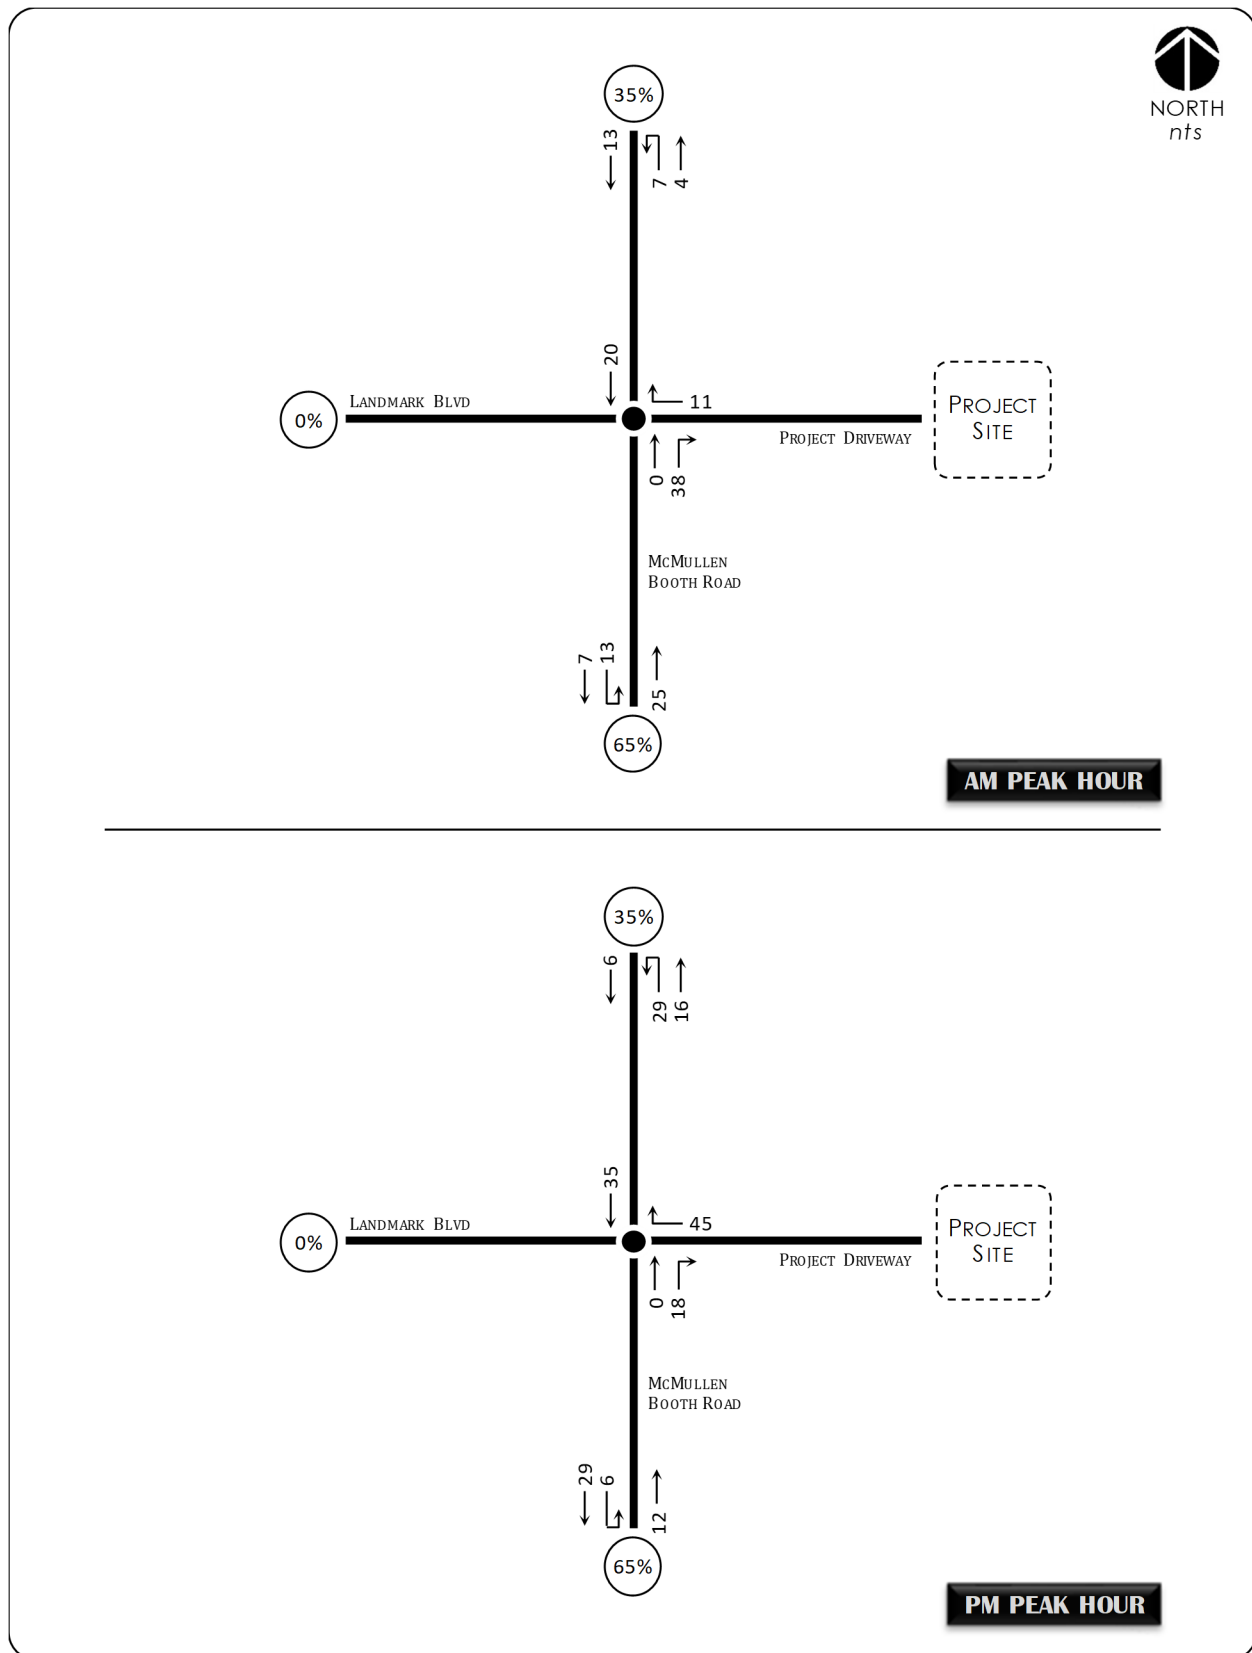 NORTH
nts
35%
13
7
4
20
LANDMARK BLVD
11
0%
PROJECT DRIVEWAY
PROJECT
SITE
0
38
MCMULLEN
BOOTH ROAD
7
13
25
65%
AM PEAK HOUR
35%
6
29
16
35
LANDMARK BLVD
45
0%
PROJECT DRIVEWAY
PROJECT
SITE
0
18
MCMULLEN
BOOTH ROAD
29
6
12
65%
PM PEAK HOUR